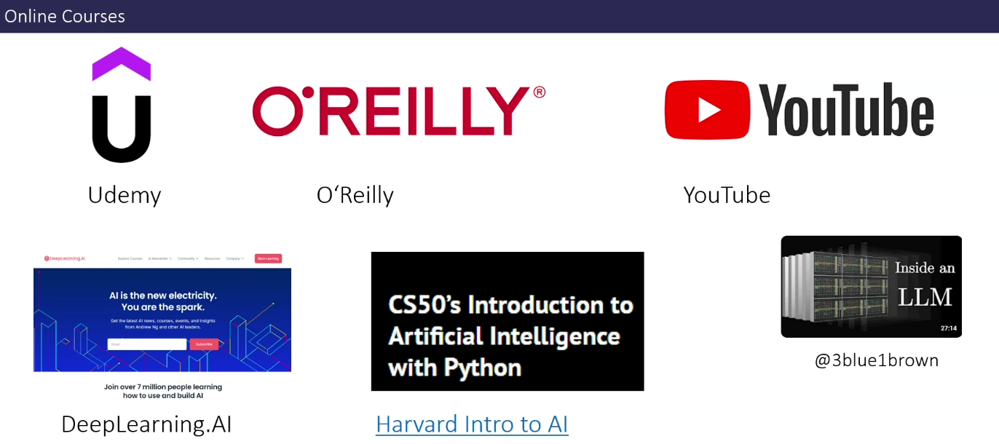 Online Courses
O'REILLY®
YouTube
Udemy
O‘Reilly
YouTube
DeepLearning.AI
Explore Courses
AI Newsletter
Community
Resources
Company
Start Learning
AI is the new electricity.
You are the spark.
Get the latest AI news, courses, events, and insights
from Andrew Ng and other AI leaders.
Email
Subscribe
Join over 7 million people learning
how to use and build AI
DeepLearning.AI
CS50’s Introduction to
Artificial Intelligence
with Python
Harvard Intro to AI
Inside an
LLM
27:14
@3blue1brown